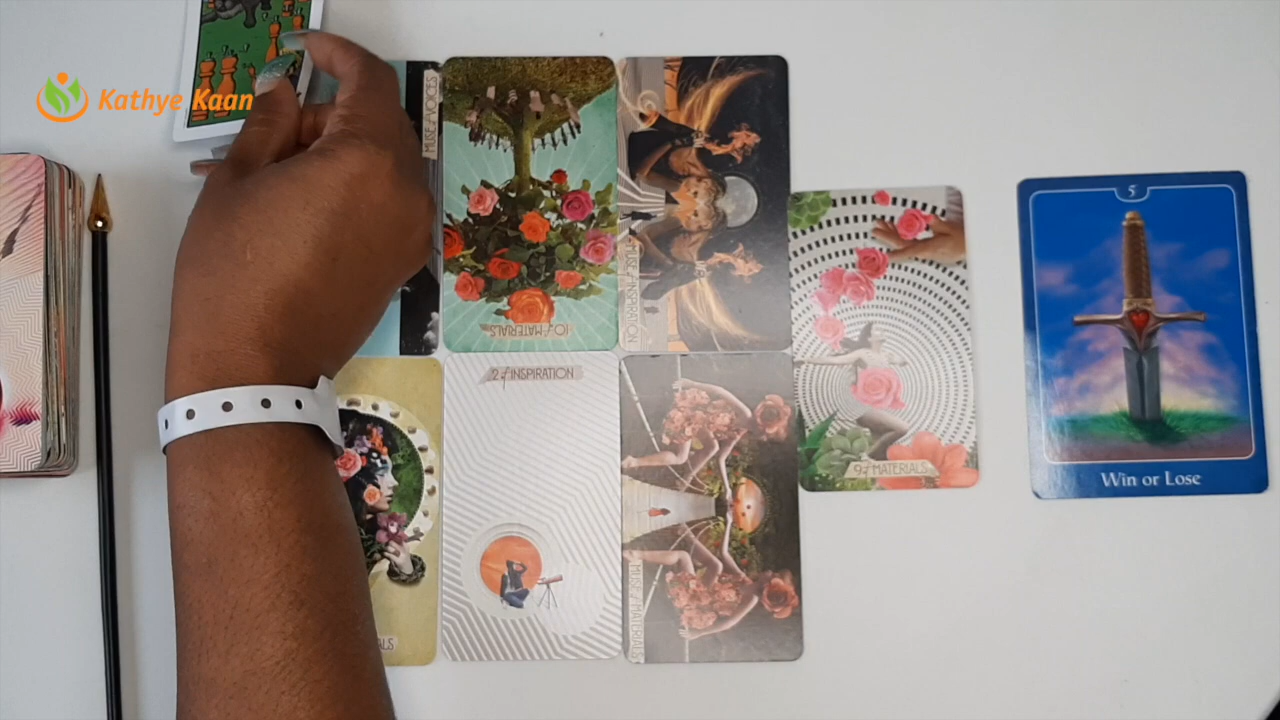 Kathye Kaan
MUSE of VOICES
10 of MATERIALS
MUSE of INSPIRATION
2 of INSPIRATION
MUSE of MATERIALS
9 of MATERIALS
5
Win or Lose